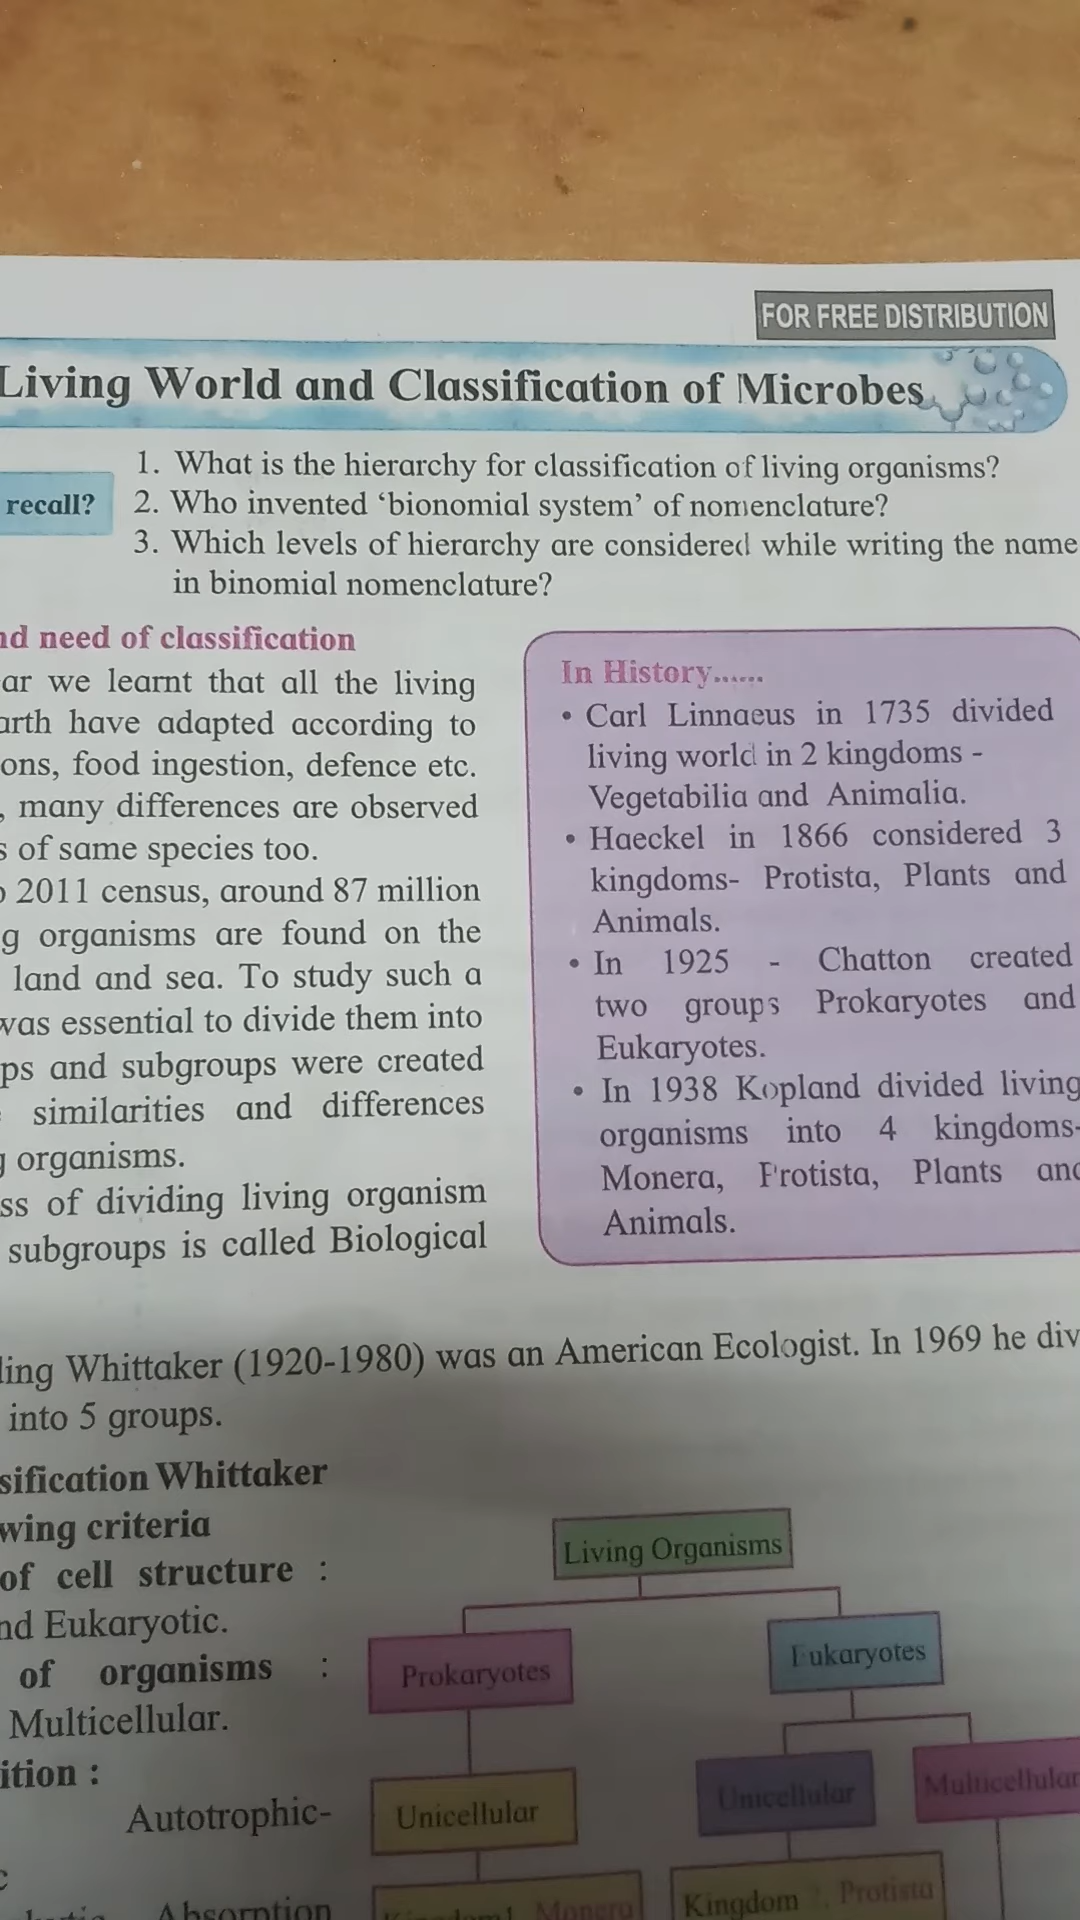 FOR FREE DISTRIBUTION
Living World and Classification of Microbes
recall?
1. What is the hierarchy for classification of living organisms?
2. Who invented ‘bionomial system’ of nomenclature?
3. Which levels of hierarchy are considered while writing the name
in binomial nomenclature?
need of classification
we learnt that all the living
have adapted according to
food ingestion, defence etc.
many differences are observed
of same species too.
2011 census, around 87 million
organisms are found on the
land and sea. To study such a
was essential to divide them into
and subgroups were created
similarities and differences
organisms.
of dividing living organism
subgroups is called Biological
In History......
• Carl Linnaeus in 1735 divided
living world in 2 kingdoms -
Vegetabilia and Animalia.
• Haeckel in 1866 considered 3
kingdoms- Protista, Plants and
Animals.
• In 1925 - Chatton created
two groups Prokaryotes and
Eukaryotes.
• In 1938 Kopland divided living
organisms into 4 kingdoms-
Monera, Protista, Plants and
Animals.
Whittaker (1920-1980) was an American Ecologist. In 1969 he div
into 5 groups.
sification Whittaker
wing criteria
of cell structure :
nd Eukaryotic.
of organisms :
Multicellular.
ition :
Autotrophic-
Absorption
Living Organisms
Prokaryotes
Eukaryotes
Unicellular
Unicellular
Multicellular
Kingdom1 Monera
Kingdom Protista